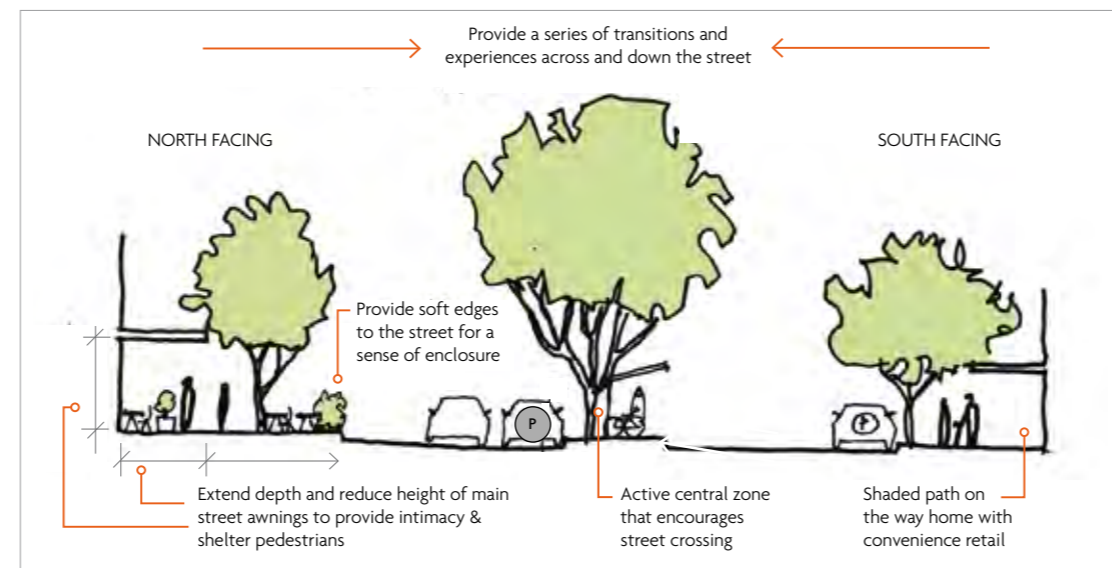 Provide a series of transitions and
experiences across and down the street
NORTH FACING
SOUTH FACING
Provide soft edges
to the street for a
sense of enclosure
P
P
Extend depth and reduce height of main
street awnings to provide intimacy &
shelter pedestrians
Active central zone
that encourages
street crossing
Shaded path on
the way home with
convenience retail